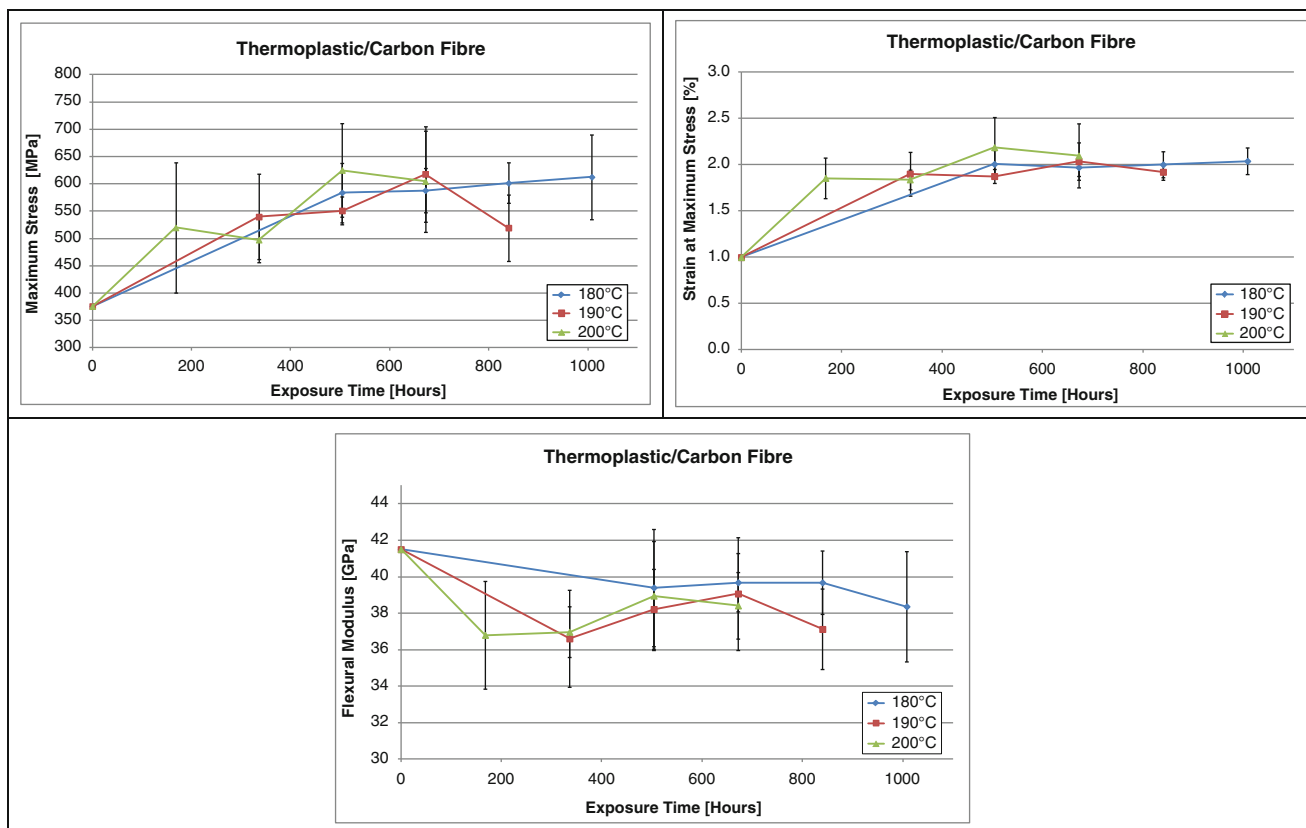 Thermoplastic/Carbon Fibre
Maximum Stress [MPa]
800
750
700
650
600
550
500
450
400
350
300
0 200 400 600 800 1000
Exposure Time [Hours]
180°C
190°C
200°C
Thermoplastic/Carbon Fibre
Strain at Maximum Stress [%]
3.0
2.5
2.0
1.5
1.0
0.5
0.0
0 200 400 600 800 1000
Exposure Time [Hours]
180°C
190°C
200°C
Thermoplastic/Carbon Fibre
Flexural Modulus [GPa]
44
42
40
38
36
34
32
30
0 200 400 600 800 1000
Exposure Time [Hours]
180°C
190°C
200°C